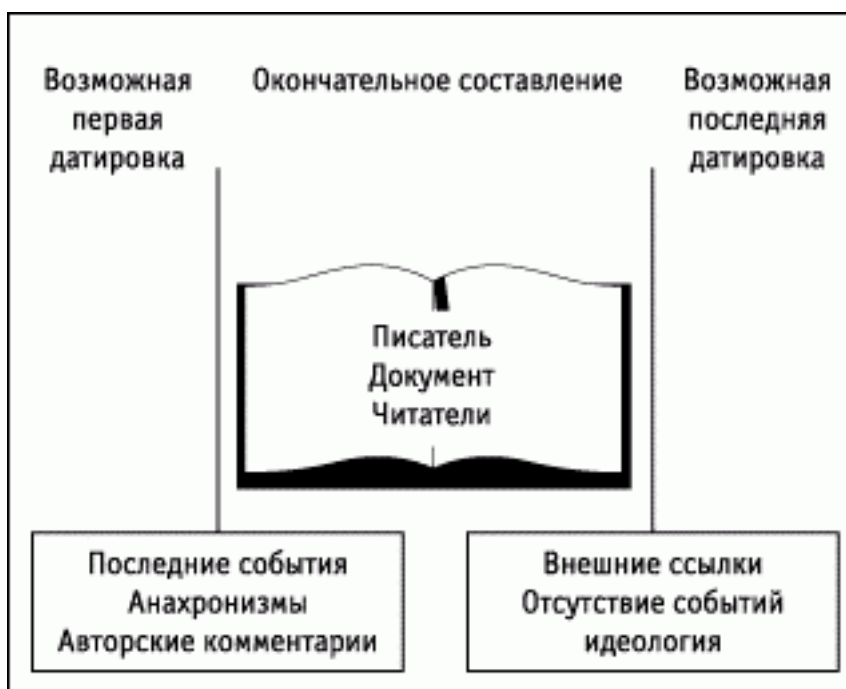 Возможная
первая
датировка
Окончательное составление
Возможная
последняя
датировка
Писатель
Документ
Читатели
Последние события
Анахронизмы
Авторские комментарии
Внешние ссылки
Отсутствие событий
идеология